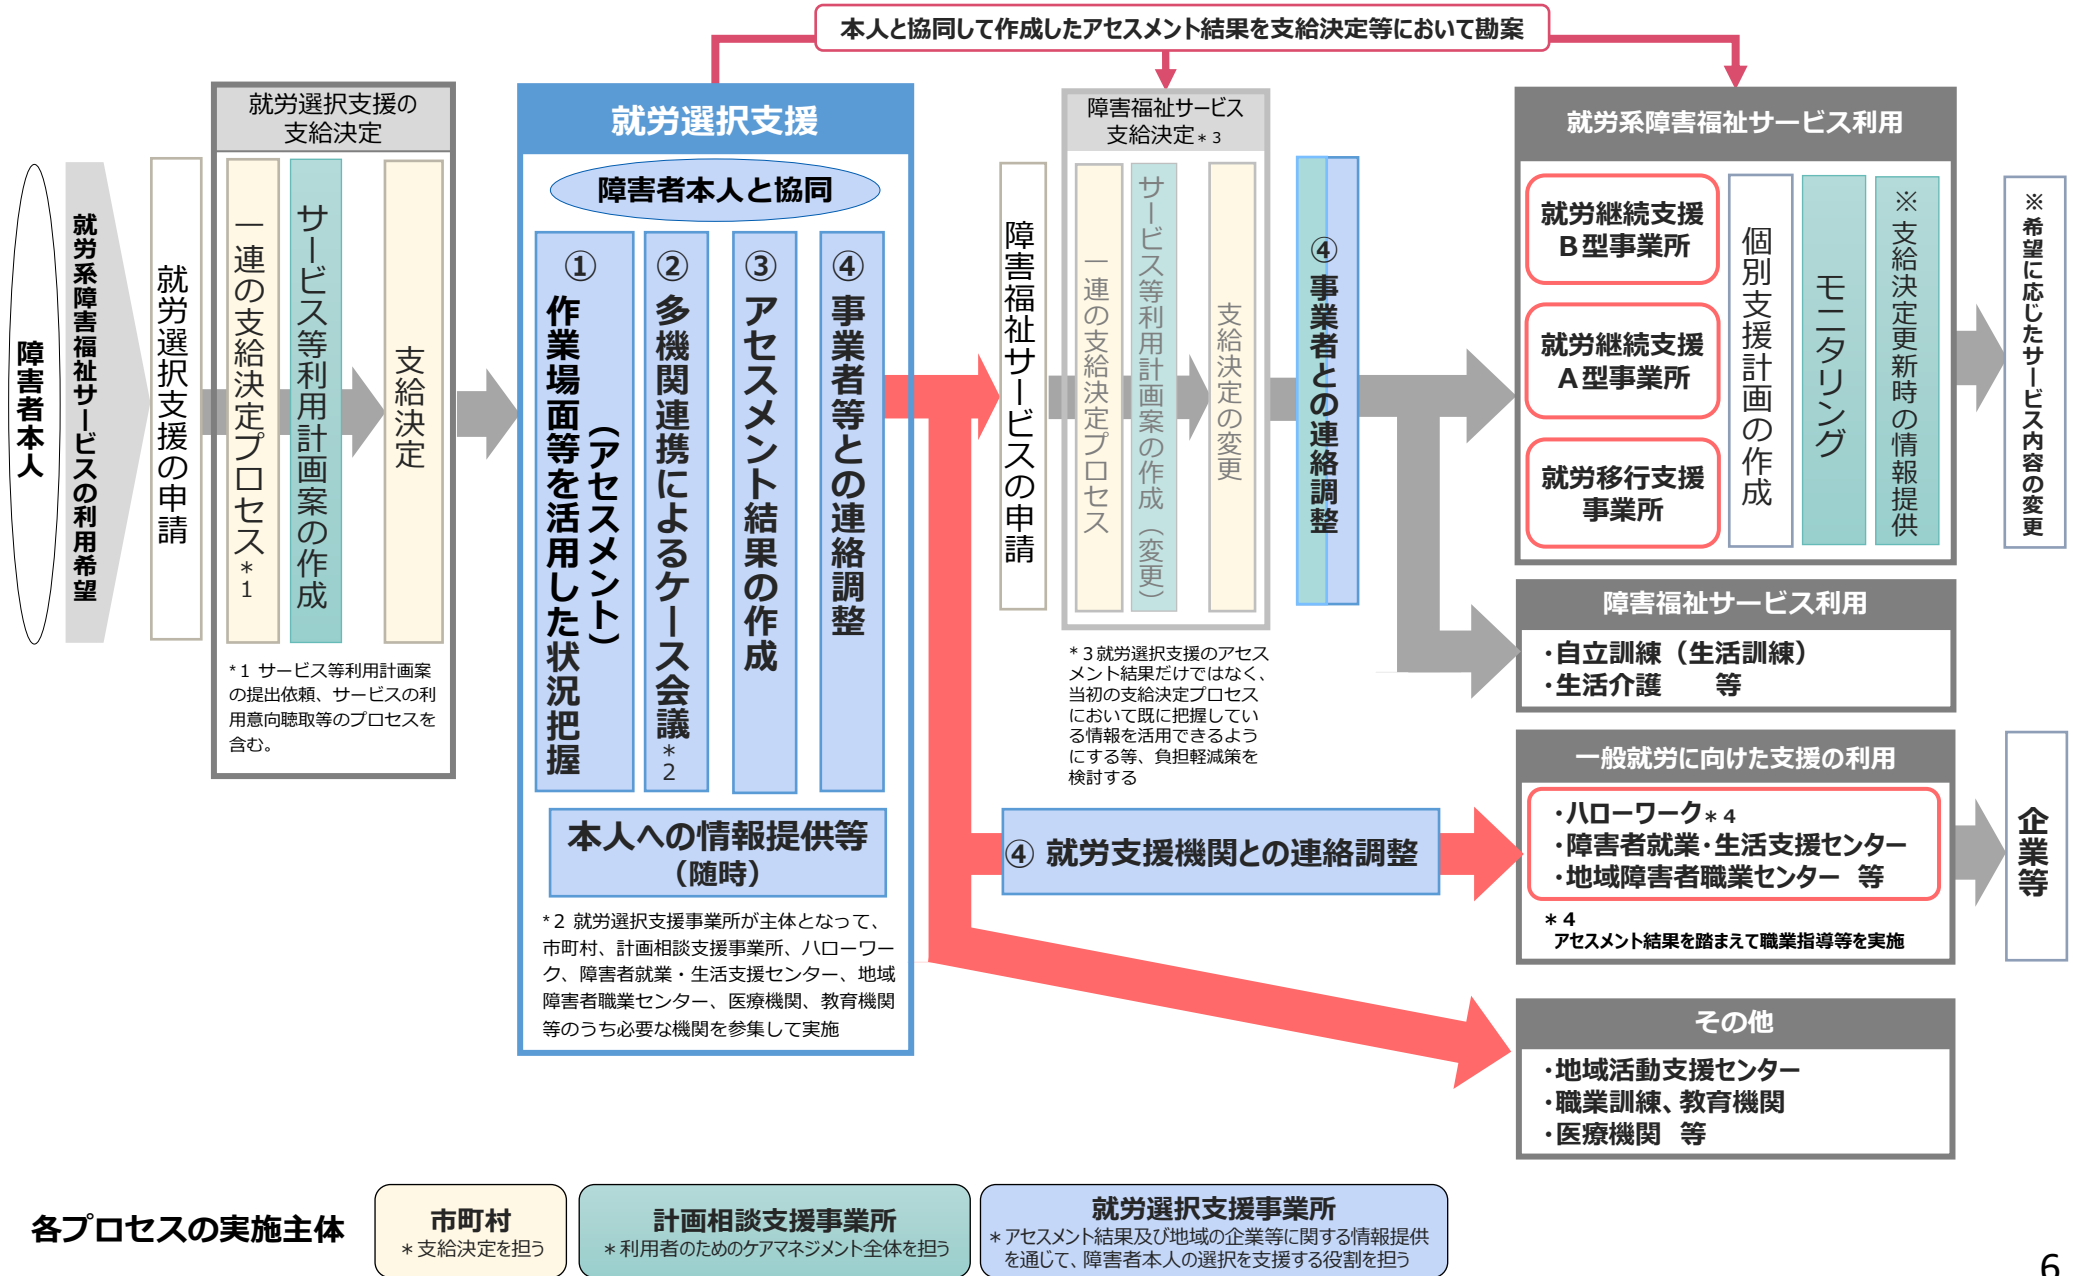 本人と協同して作成したアセスメント結果を支給決定等において勘案
障害者本人
就労系障害福祉サービスの利用希望
就労選択支援の申請
就労選択支援の
支給決定
一連の支給決定プロセス＊1
サービス等利用計画案の作成
支給決定
*1 サービス等利用計画案
の提出依頼、サービスの利
用意向聴取等のプロセスを
含む。
就労選択支援
障害者本人と協同
① 作業場面等を活用した状況把握
（アセスメント）
② 多機関連携によるケース会議＊2
③ アセスメント結果の作成
④ 事業者等との連絡調整
本人への情報提供等
（随時）
*2 就労選択支援事業所が主体となって、
市町村、計画相談支援事業所、ハローワー
ク、障害者就業・生活支援センター、地域
障害者職業センター、医療機関、教育機関
等のうち必要な機関を参集して実施
障害福祉サービスの申請
障害福祉サービス
支給決定＊3
一連の支給決定プロセス
サービス等利用計画案の作成（変更）
支給決定の変更
*3就労選択支援のアセス
メント結果だけではなく、
当初の支給決定プロセス
において既に把握してい
る情報を活用できるよう
にする等、負担軽減策を
検討する
④ 事業者との連絡調整
④ 就労支援機関との連絡調整
就労系障害福祉サービス利用
就労継続支援
B型事業所
就労継続支援
A型事業所
就労移行支援
事業所
個別支援計画の作成
モニタリング
※支給決定更新時の情報提供
※希望に応じたサービス内容の変更
障害福祉サービス利用
・自立訓練（生活訓練）
・生活介護　等
一般就労に向けた支援の利用
・ハローワーク＊4
・障害者就業・生活支援センター
・地域障害者職業センター 等
＊4
アセスメント結果を踏まえて職業指導等を実施
企業等
その他
・地域活動支援センター
・職業訓練、教育機関
・医療機関 等
各プロセスの実施主体
市町村
＊支給決定を担う
計画相談支援事業所
＊利用者のためのケアマネジメント全体を担う
就労選択支援事業所
＊アセスメント結果及び地域の企業等に関する情報提供
を通じて、障害者本人の選択を支援する役割を担う
6